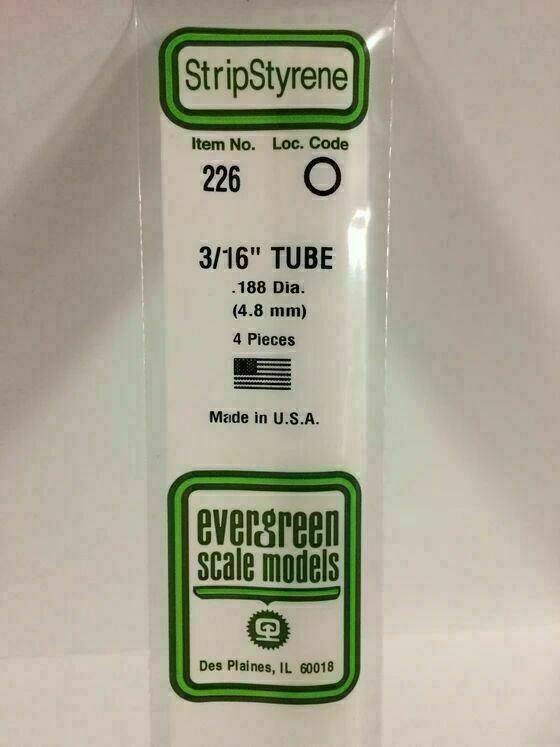 StripStyrene
Item No. Loc. Code
226
3/16" TUBE
.188 Dia.
(4.8 mm)
4 Pieces
Made in U.S.A.
evergreen
scale models
Des Plaines, IL 60018